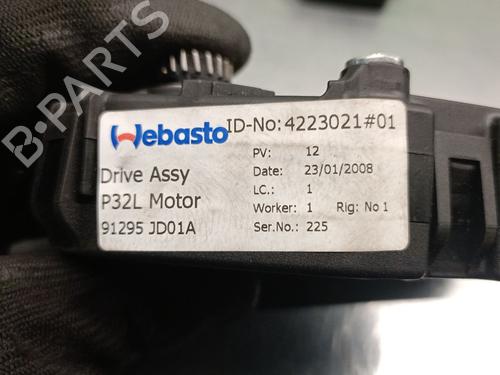 Webasto
ID-No:4223021#01
Drive Assy
P32L Motor
91295 JD01A
PV: 12
Date: 23/01/2008
LC.: 1
Worker: 1 Rig: No 1
Ser.No.: 225
B-PARTS